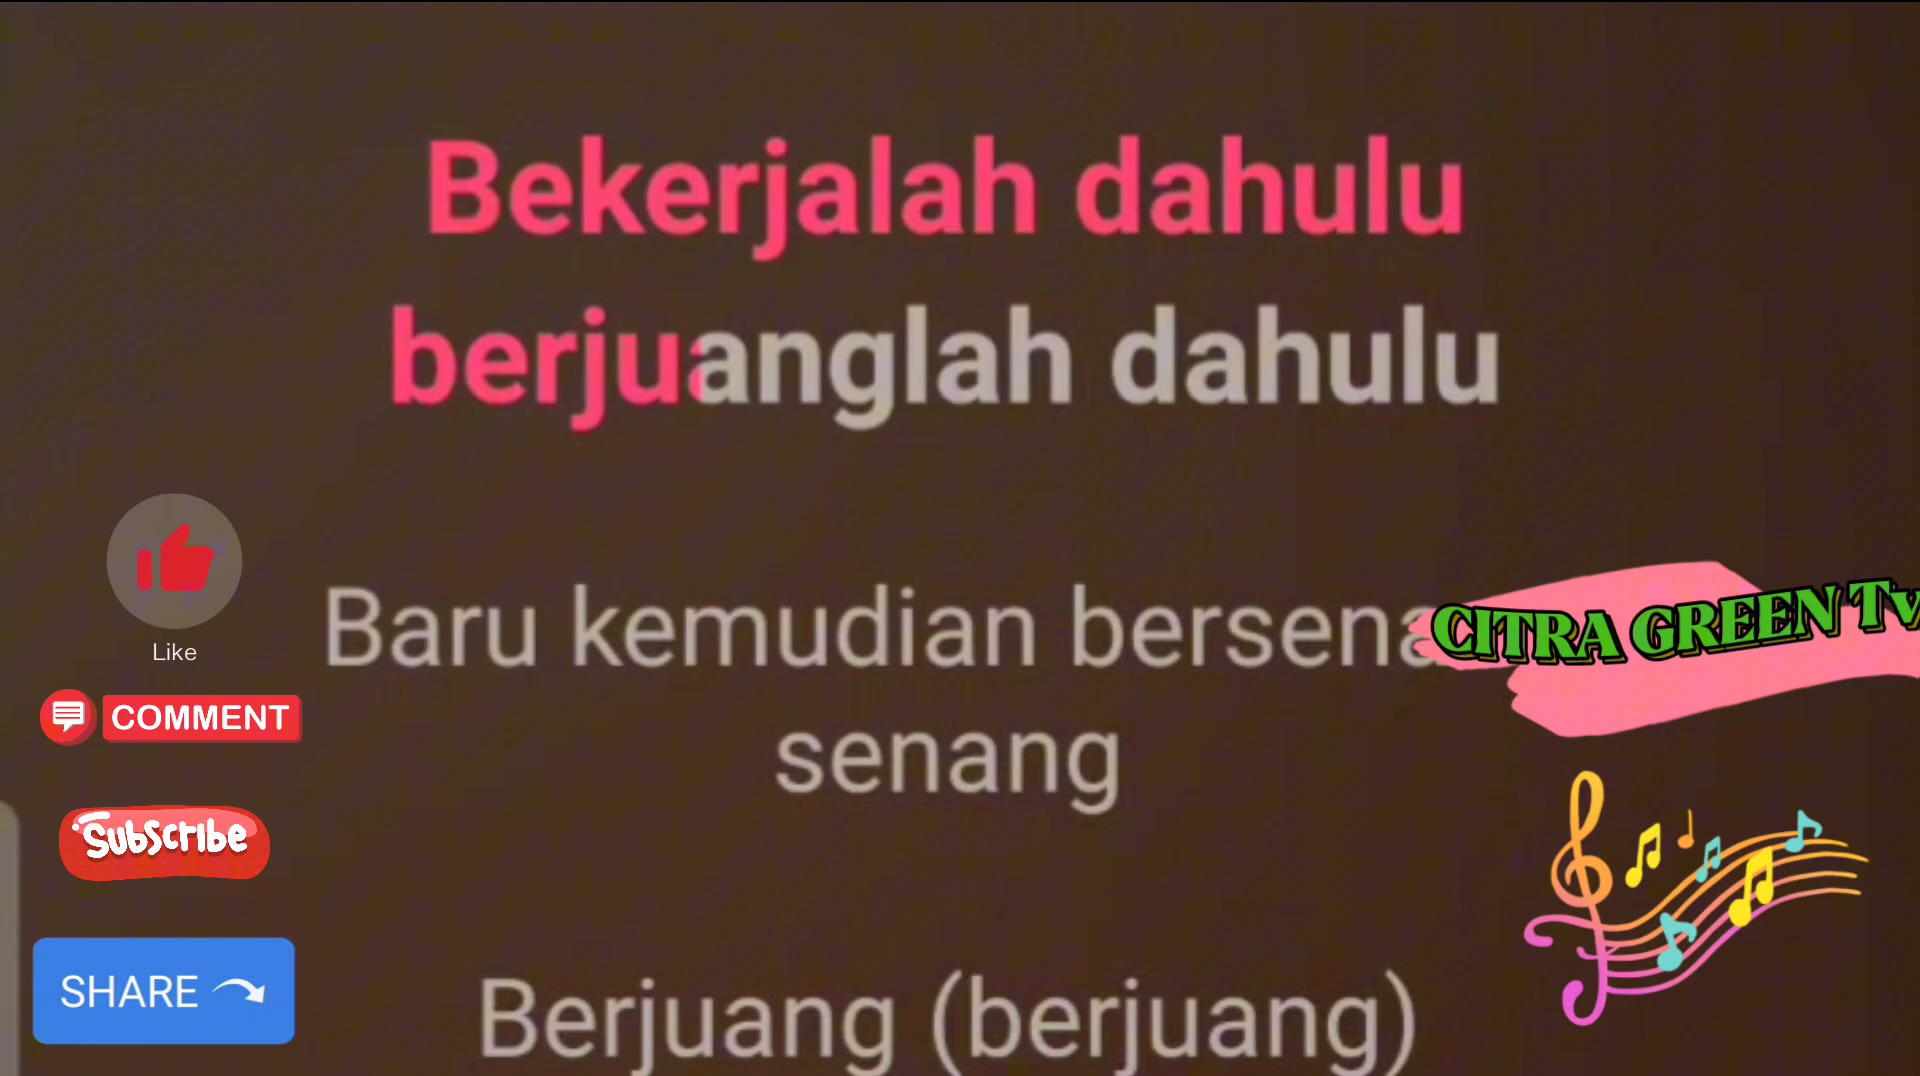 Bekerjalah dahulu
berjuanglah dahulu
Baru kemudian bersena
senang
Berjuang (berjuang)
Like
COMMENT
Subscribe
SHARE
CITRA GREEN Tv